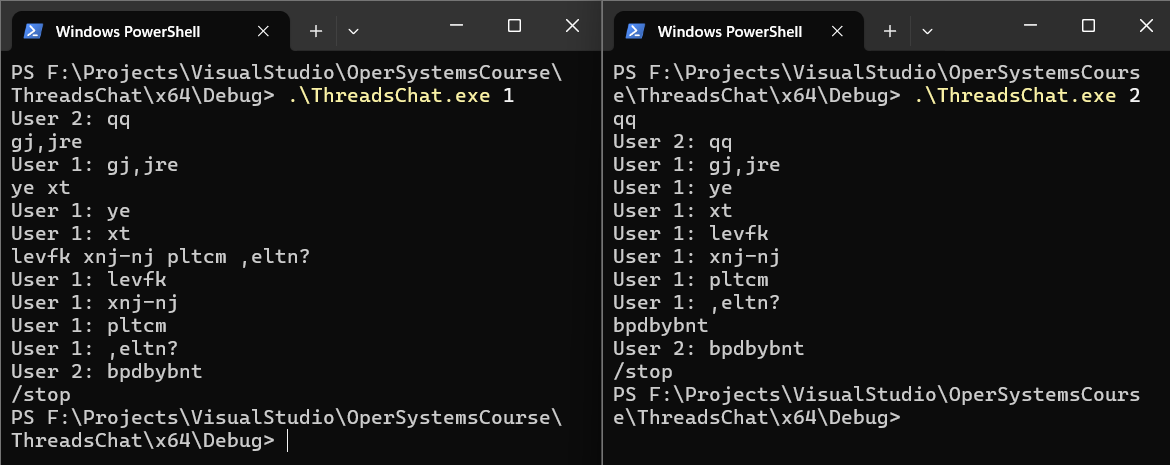 Windows PowerShell
PS F:\Projects\VisualStudio\OperSystemsCourse\
ThreadsChat\x64\Debug> .\ThreadsChat.exe 1
User 2: qq
gj,jre
User 1: gj,jre
ye xt
User 1: ye
User 1: xt
levfk xnj-nj pltcm ,eltn?
User 1: levfk
User 1: xnj-nj
User 1: pltcm
User 1: ,eltn?
User 2: bpdbybnt
/stop
PS F:\Projects\VisualStudio\OperSystemsCourse\
ThreadsChat\x64\Debug>
Windows PowerShell
PS F:\Projects\VisualStudio\OperSystemsCours
e\ThreadsChat\x64\Debug> .\ThreadsChat.exe 2
qq
User 2: qq
User 1: gj,jre
User 1: ye
User 1: xt
User 1: levfk
User 1: xnj-nj
User 1: pltcm
User 1: ,eltn?
bpdbybnt
User 2: bpdbybnt
/stop
PS F:\Projects\VisualStudio\OperSystemsCours
e\ThreadsChat\x64\Debug>